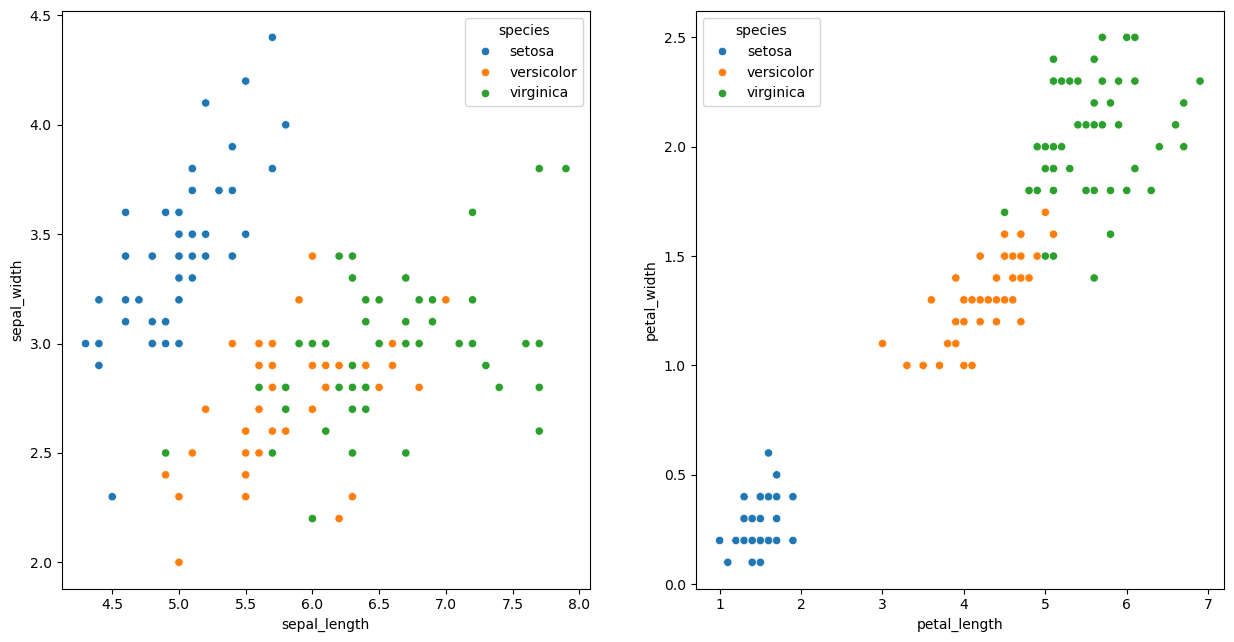 4.5
4.0
3.5
3.0
2.5
2.0
sepal_width
species
setosa
versicolor
virginica
4.5 5.0 5.5 6.0 6.5 7.0 7.5 8.0
sepal_length
2.5
2.0
1.5
1.0
0.5
0.0
petal_width
species
setosa
versicolor
virginica
1 2 3 4 5 6 7
petal_length